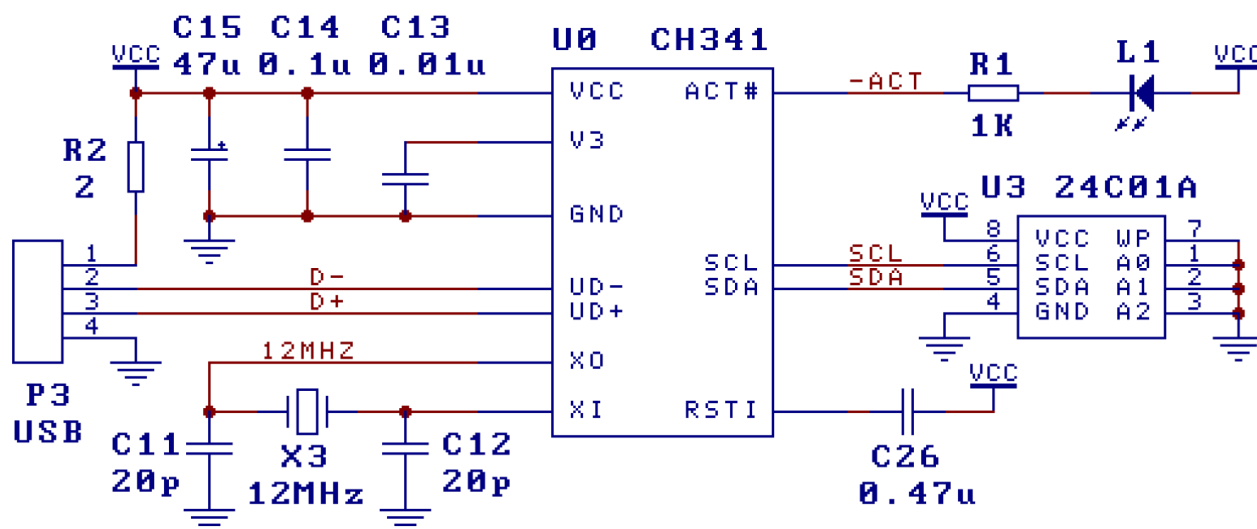 C15 C14 C13
47u 0.1u 0.01u
VCC
U0 CH341
VCC ACT#
-ACT
R1
1K
L1
VCC
V3
R2
2
GND
U3 24C01A
VCC
8 VCC WP 7
SCL SCL 6 SCL A0 1
SDA SDA 5 SDA A1 2
4 GND A2 3
1
2 D- UD-
3 D+ UD+
4
P3
USB
12MHZ XO
XI
C11
20p
X3
12MHz
C12
20p
RSTI
VCC
C26
0.47u